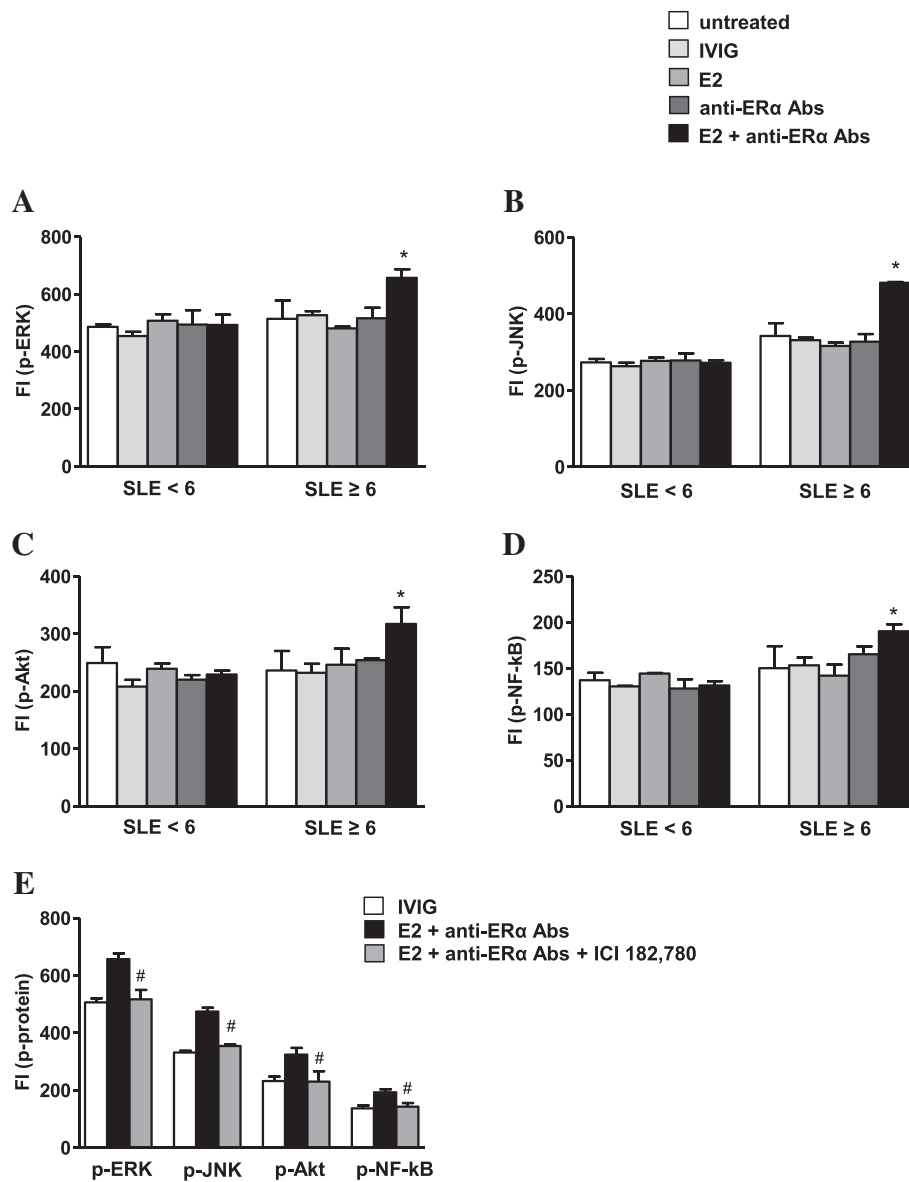 untreated
IVIG
E2
anti-ERα Abs
E2 + anti-ERα Abs
A
800
600
400
200
0
FI (p-ERK)
*
SLE < 6
SLE ≥ 6
B
600
400
200
0
FI (p-JNK)
*
SLE < 6
SLE ≥ 6
C
400
300
200
100
0
FI (p-Akt)
*
SLE < 6
SLE ≥ 6
D
250
200
150
100
50
0
FI (p-NF-kB)
*
SLE < 6
SLE ≥ 6
E
IVIG
E2 + anti-ERα Abs
E2 + anti-ERα Abs + ICI 182,780
800
600
400
200
0
FI (p-protein)
#
#
#
#
p-ERK
p-JNK
p-Akt
p-NF-kB